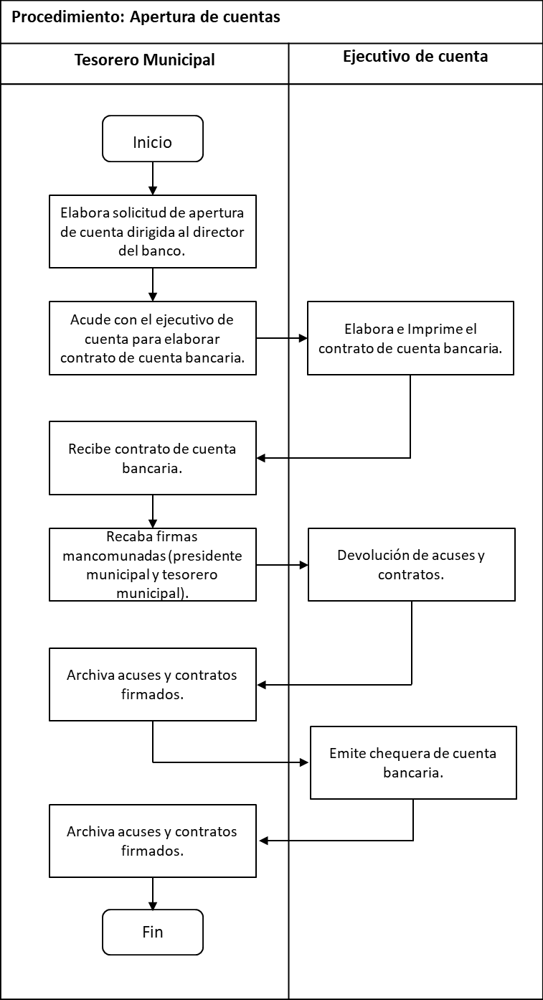 Procedimiento: Apertura de cuentas
Tesorero Municipal
Ejecutivo de cuenta
Inicio
Elabora solicitud de apertura
de cuenta dirigida al director
del banco.
Acude con el ejecutivo de
cuenta para elaborar
contrato de cuenta bancaria.
Elabora e Imprime el
contrato de cuenta bancaria.
Recibe contrato de cuenta
bancaria.
Recaba firmas
mancomunadas (presidente
municipal y tesorero
municipal).
Devolución de acuses y
contratos.
Archiva acuses y contratos
firmados.
Emite chequera de cuenta
bancaria.
Archiva acuses y contratos
firmados.
Fin